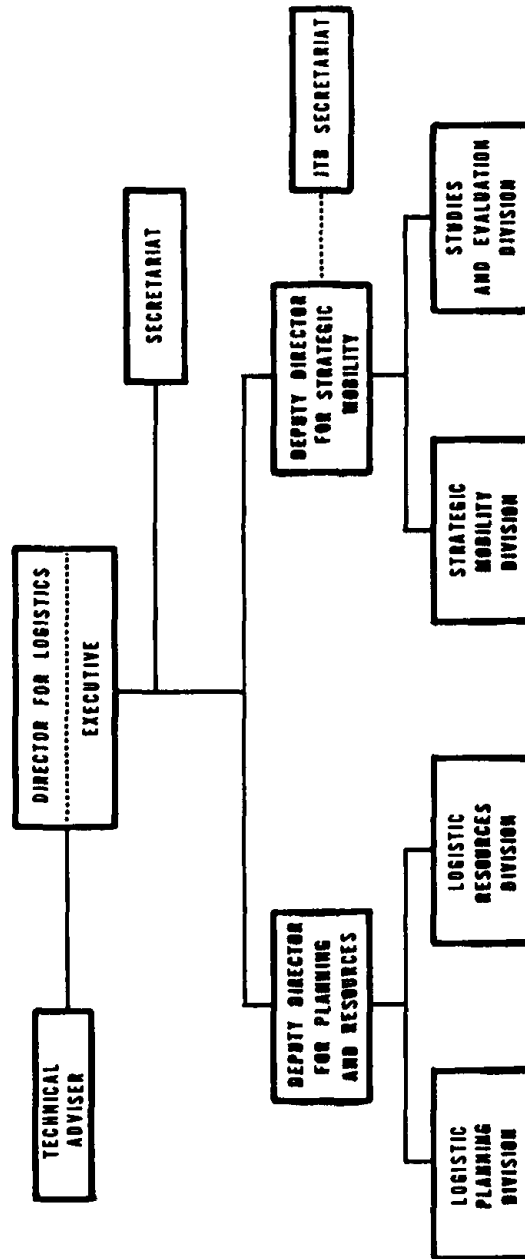 DIRECTOR FOR LOGISTICS
EXECUTIVE
TECHNICAL
ADVISER
SECRETARIAT
DEPUTY DIRECTOR
FOR PLANNING
AND RESOURCES
DEPUTY DIRECTOR
FOR STRATEGIC
MOBILITY
JTB SECRETARIAT
LOGISTIC
PLANNING
DIVISION
LOGISTIC
RESOURCES
DIVISION
STRATEGIC
MOBILITY
DIVISION
STUDIES
AND EVALUATION
DIVISION